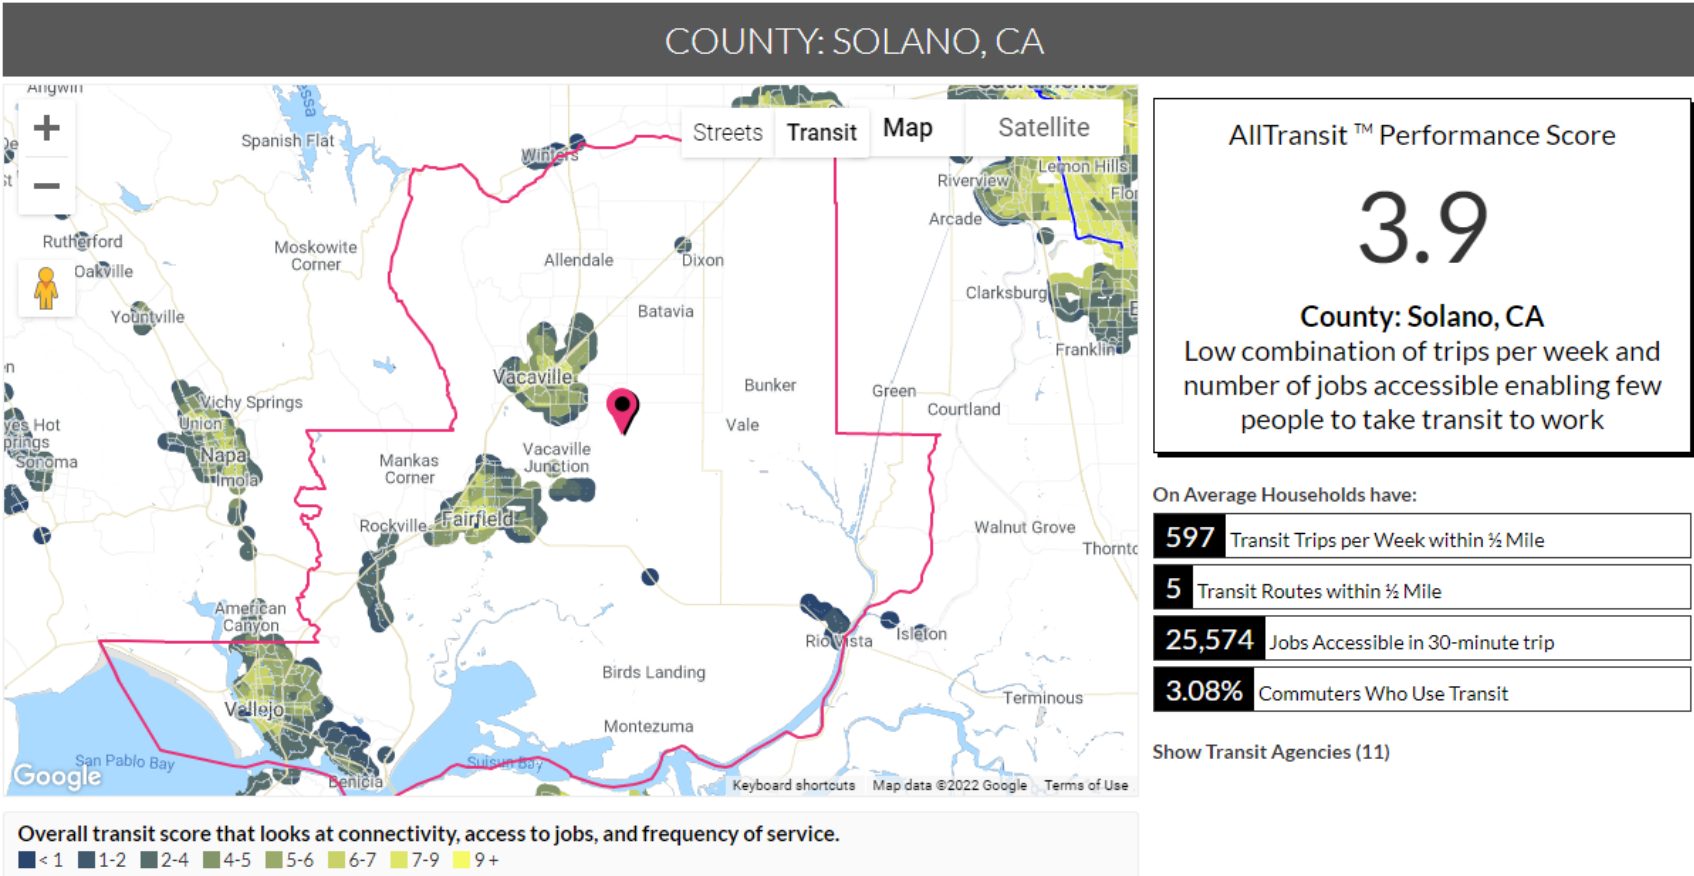 COUNTY: SOLANO, CA
Angwin
Spanish Flat
Winters
Streets
Transit
Map
Satellite
Sacramento
Lemon Hills
Riverview
Arcade
Rutherford
Oakville
Moskowite
Corner
Allendale
Dixon
Clarksburg
Yountville
Batavia
Franklin
Vacaville
Bunker
Green
Vichy Springs
Courtland
Union
Vale
Sonoma
Napa
Imola
Mankas
Corner
Vacaville
Junction
Rockville
Fairfield
Walnut Grove
American
Canyon
Rio Vista
Isleton
Birds Landing
Vallejo
Montezuma
Terminous
San Pablo Bay
Suisun Bay
Google
Benicia
Keyboard shortcuts
Map data ©2022 Google
Terms of Use
Overall transit score that looks at connectivity, access to jobs, and frequency of service.
< 1 1-2 2-4 4-5 5-6 6-7 7-9 9 +
AllTransit ™ Performance Score
3.9
County: Solano, CA
Low combination of trips per week and
number of jobs accessible enabling few
people to take transit to work
On Average Households have:
597 Transit Trips per Week within ½ Mile
5 Transit Routes within ½ Mile
25,574 Jobs Accessible in 30-minute trip
3.08% Commuters Who Use Transit
Show Transit Agencies (11)